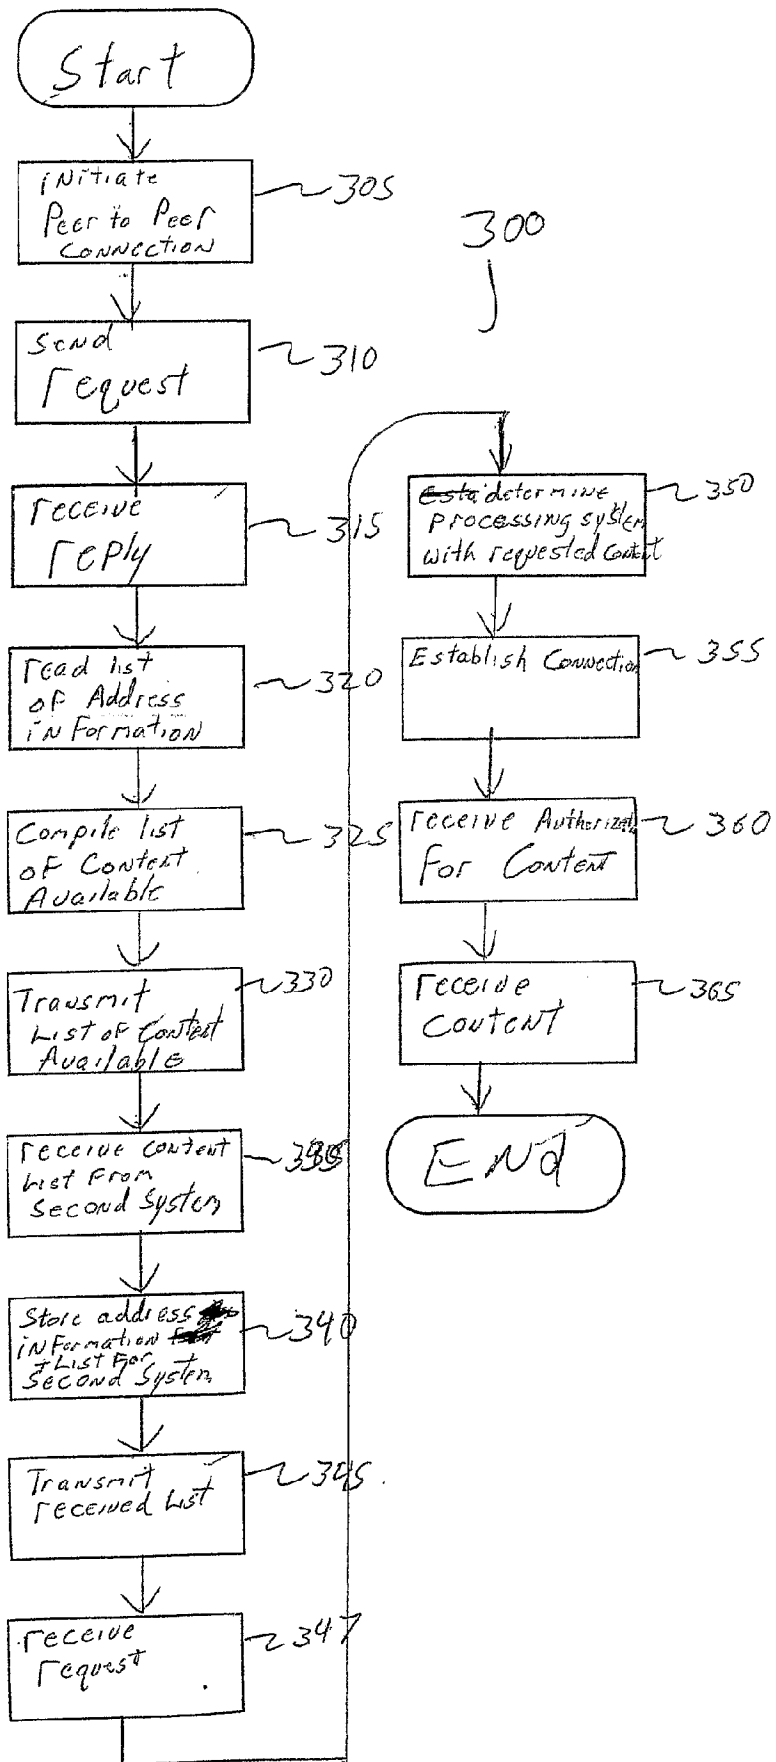 Start
initiate
Peer to Peer
Connection
305
300
Send
request
310
receive
reply
315
read list
of Address
information
320
Compile list
of Content
Available
325
Transmit
List of Content
Available
330
receive content
List From
Second System
Store address
information
+ List For
Second System
340
Transmit
received List
345
receive
request
347
determine
processing system
with requested Content
350
Establish Connection
355
receive Authorization
For Content
360
receive
Content
365
End